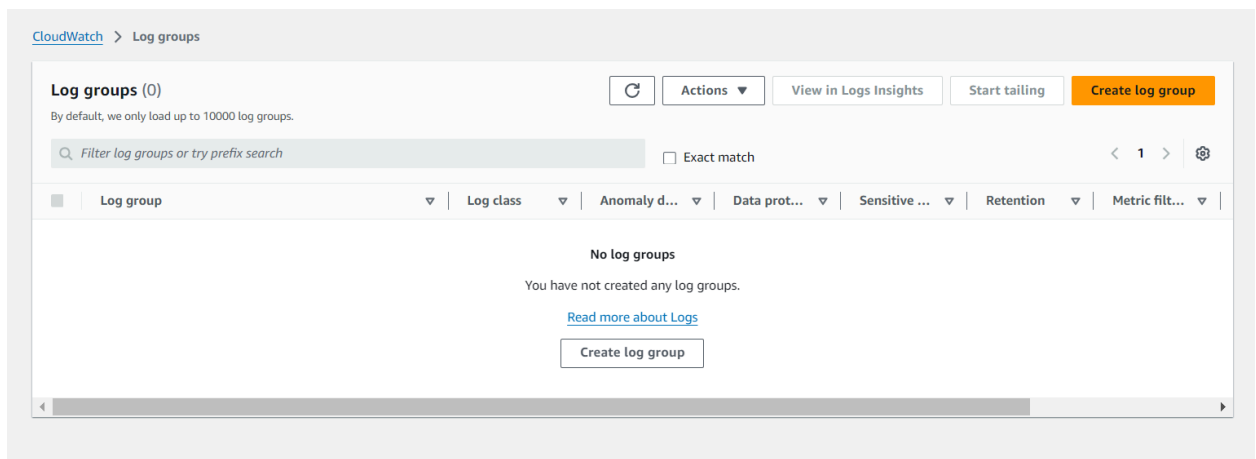 CloudWatch > Log groups
Log groups (0)
Actions ▼ View in Logs Insights Start tailing Create log group
By default, we only load up to 10000 log groups.
Filter log groups or try prefix search
Exact match
< 1 >
Log group Log class Anomaly d... Data prot... Sensitive ... Retention Metric filt...
No log groups
You have not created any log groups.
Read more about Logs
Create log group